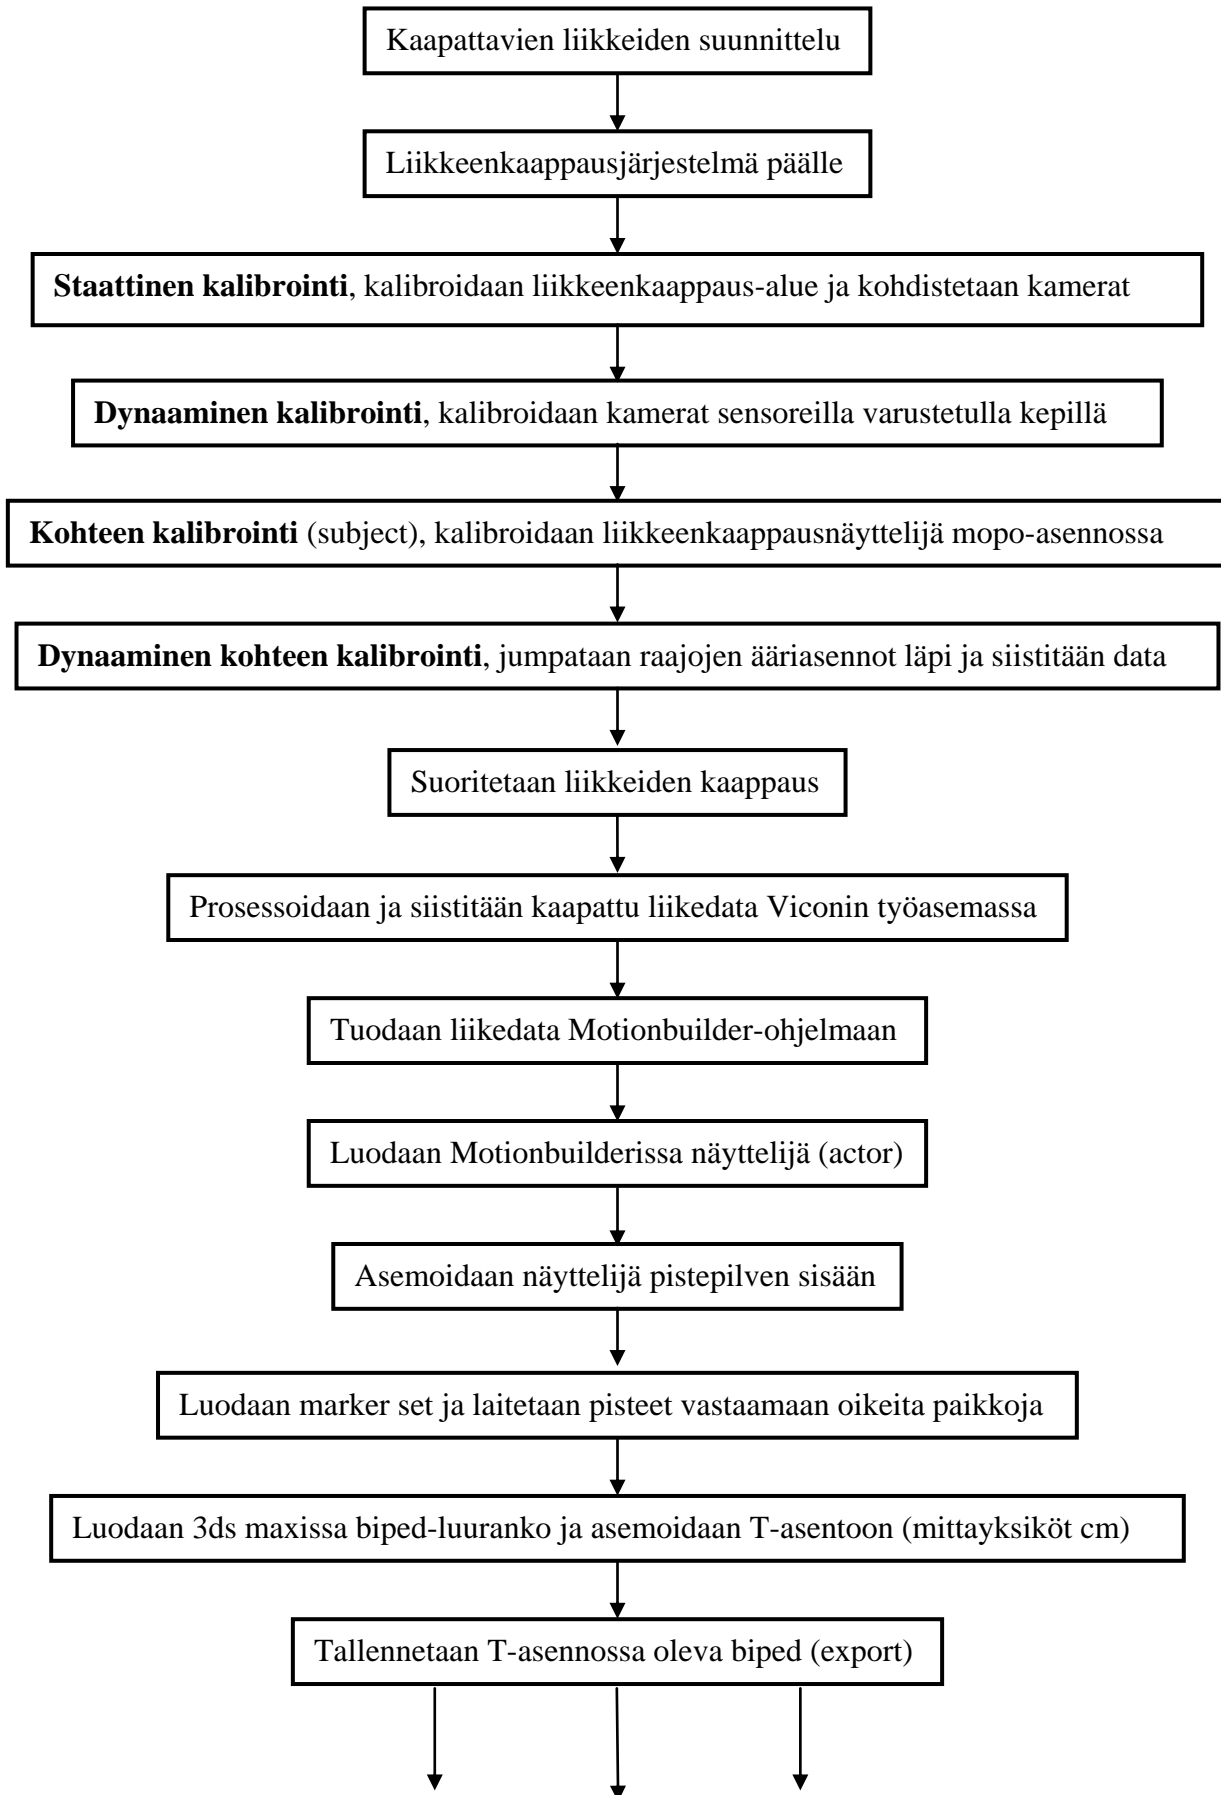 Kaapattavien liikkeiden suunnittelu
Liikkeenkaappausjärjestelmä päälle
Staattinen kalibrointi, kalibroidaan liikkeenkaappaus-alue ja kohdistetaan kamerat
Dynaaminen kalibrointi, kalibroidaan kamerat sensoreilla varustetulla kepillä
Kohteen kalibrointi (subject), kalibroidaan liikkeenkaappausnäyttelijä mopo-asennossa
Dynaaminen kohteen kalibrointi, jumpataan raajojen ääriasennot läpi ja siistitään data
Suoritetaan liikkeiden kaappaus
Prosessoidaan ja siistitään kaapattu liikedata Viconin työasemassa
Tuodaan liikedata Motionbuilder-ohjelmaan
Luodaan Motionbuilderissa näyttelijä (actor)
Asemoidaan näyttelijä pistepilven sisään
Luodaan marker set ja laitetaan pisteet vastaamaan oikeita paikkoja
Luodaan 3ds maxissa biped-luuranko ja asemoidaan T-asentoon (mittayksiköt cm)
Tallennetaan T-asennossa oleva biped (export)